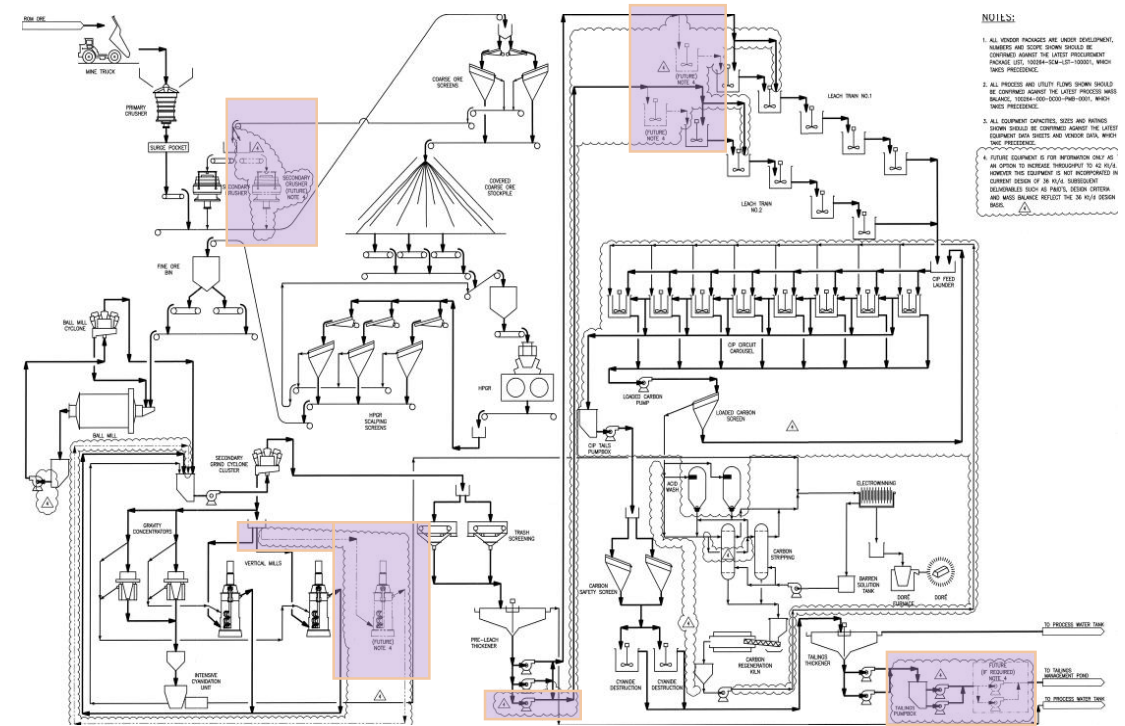 ROM ORE
MINE TRUCK
PRIMARY
CRUSHER
SURGE POCKET
SECONDARY
CRUSHER
(FUTURE)
NOTE 4
COARSE ORE
SCREENS
COVERED
COARSE ORE
STOCKPILE
FINE ORE
BIN
BALL MILL
CYCLONE
BALL MILL
HPGR
SCALPING
SCREENS
HPGR
SECONDARY
GRIND CYCLONE
CLUSTER
GRAVITY
CONCENTRATORS
VERTICAL MILLS
(FUTURE)
NOTE 4
INTENSIVE
CYANIDATION
UNIT
TRASH
SCREENING
PRE-LEACH
THICKENER
(FUTURE)
NOTE 4
(FUTURE)
NOTE 4
LEACH TRAIN NO.1
LEACH TRAIN
NO.2
CIP FEED
LAUNDER
CIP CIRCUIT
CAROUSEL
LOADED CARBON
PUMP
LOADED CARBON
SCREEN
CIP TAILS
PUMPBOX
ACID
WASH
CARBON
STRIPPING
ELECTROWINNING
BARREN
SOLUTION
TANK
DORÉ
FURNACE
DORÉ
CARBON
SAFETY SCREEN
CYANIDE
DESTRUCTION
CYANIDE
DESTRUCTION
CARBON
REGENERATION
KILN
TAILINGS
THICKENER
TAILINGS
PUMPBOX
FUTURE
(IF REQUIRED)
NOTE 4
TO PROCESS WATER TANK
TO TAILINGS
MANAGEMENT POND
TO PROCESS WATER TANK
NOTES:
1. ALL VENDOR PACKAGES ARE UNDER DEVELOPMENT,
NUMBERS AND SCOPE SHOWN SHOULD BE
CONFIRMED AGAINST THE LATEST PROCUREMENT
PACKAGE LIST, 100264-SCM-LST-100001, WHICH
TAKES PRECEDENCE.
2. ALL PROCESS AND UTILITY FLOWS SHOWN SHOULD
BE CONFIRMED AGAINST THE LATEST PROCESS MASS
BALANCE, 100264-000-DC00-PMB-0001, WHICH
TAKES PRECEDENCE.
3. ALL EQUIPMENT CAPACITIES, SIZES AND RATINGS
SHOWN SHOULD BE CONFIRMED AGAINST THE LATEST
EQUIPMENT DATA SHEETS AND VENDOR DATA, WHICH
TAKE PRECEDENCE.
4. FUTURE EQUIPMENT IS FOR INFORMATION ONLY AS
AN OPTION TO INCREASE THROUGHPUT TO 42 Kt/d.
HOWEVER THIS EQUIPMENT IS NOT INCORPORATED IN
CURRENT DESIGN OF 36 Kt/d. SUBSEQUENT
DELIVERABLES SUCH AS P&ID'S, DESIGN CRITERIA
AND MASS BALANCE REFLECT THE 36 Kt/d DESIGN
BASIS.